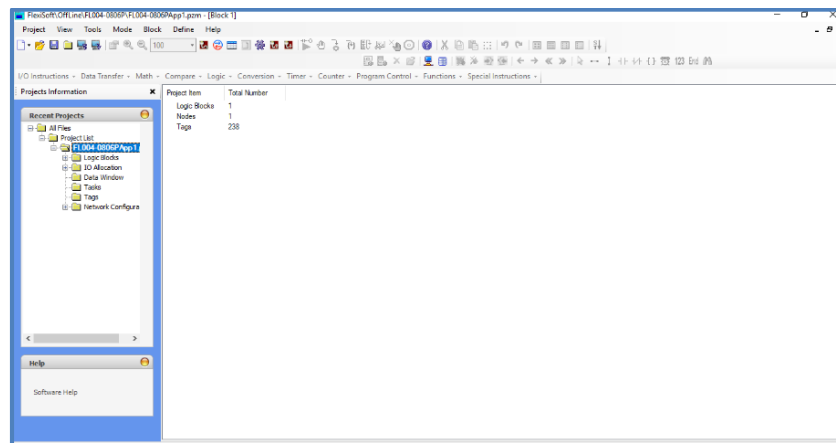 FlexiSoft\OffLine\FL004-0806P\FL004-0806PApp1.pzm - [Block 1]
Project View Tools Mode Block Define Help
100
I/O Instructions Data Transfer Math Compare Logic Conversion Timer Counter Program Control Functions Special Instructions
Projects Information
Project Item Total Number
Logic Blocks 1
Nodes 1
Tags 238
Recent Projects
All Files
Project List
FL004-0806PApp1
Logic Blocks
IO Allocation
Data Window
Tasks
Tags
Network Configura
Help
Software Help